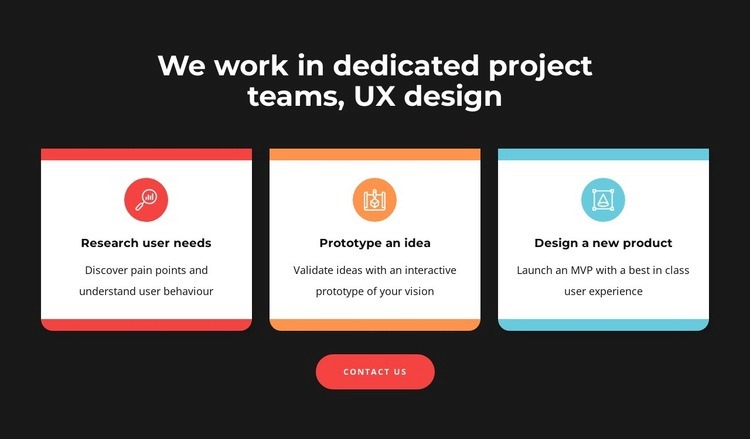 We work in dedicated project
teams, UX design
Research user needs
Discover pain points and
understand user behaviour
Prototype an idea
Validate ideas with an interactive
prototype of your vision
Design a new product
Launch an MVP with a best in class
user experience
CONTACT US